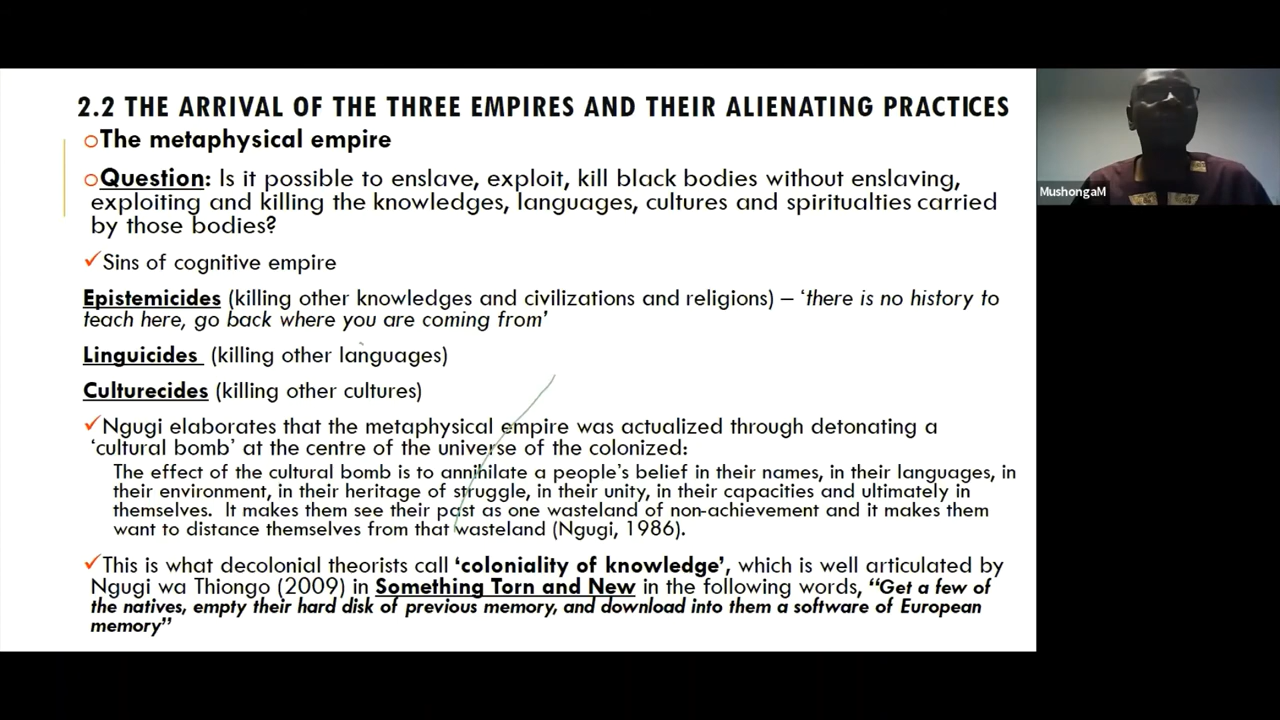 2.2 THE ARRIVAL OF THE THREE EMPIRES AND THEIR ALIENATING PRACTICES
The metaphysical empire
Question: Is it possible to enslave, exploit, kill black bodies without enslaving,
exploiting and killing the knowledges, languages, cultures and spiritualties carried
by those bodies?
Sins of cognitive empire
Epistemicides (killing other knowledges and civilizations and religions) – ‘there is no history to
teach here, go back where you are coming from’
Linguicides (killing other languages)
Culturecides (killing other cultures)
Ngugi elaborates that the metaphysical empire was actualized through detonating a
‘cultural bomb’ at the centre of the universe of the colonized:
The effect of the cultural bomb is to annihilate a people’s belief in their names, in their languages, in
their environment, in their heritage of struggle, in their unity, in their capacities and ultimately in
themselves. It makes them see their past as one wasteland of non-achievement and it makes them
want to distance themselves from that wasteland (Ngugi, 1986).
This is what decolonial theorists call ‘coloniality of knowledge’, which is well articulated by
Ngugi wa Thiongo (2009) in Something Torn and New in the following words, “Get a few of
the natives, empty their hard disk of previous memory, and download into them a software of European
memory”
MushongaM